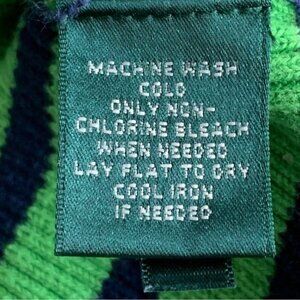 MACHINE WASH
COLD
ONLY NON-
CHLORINE BLEACH
WHEN NEEDED
LAY FLAT TO DRY
COOL IRON
IF NEEDED